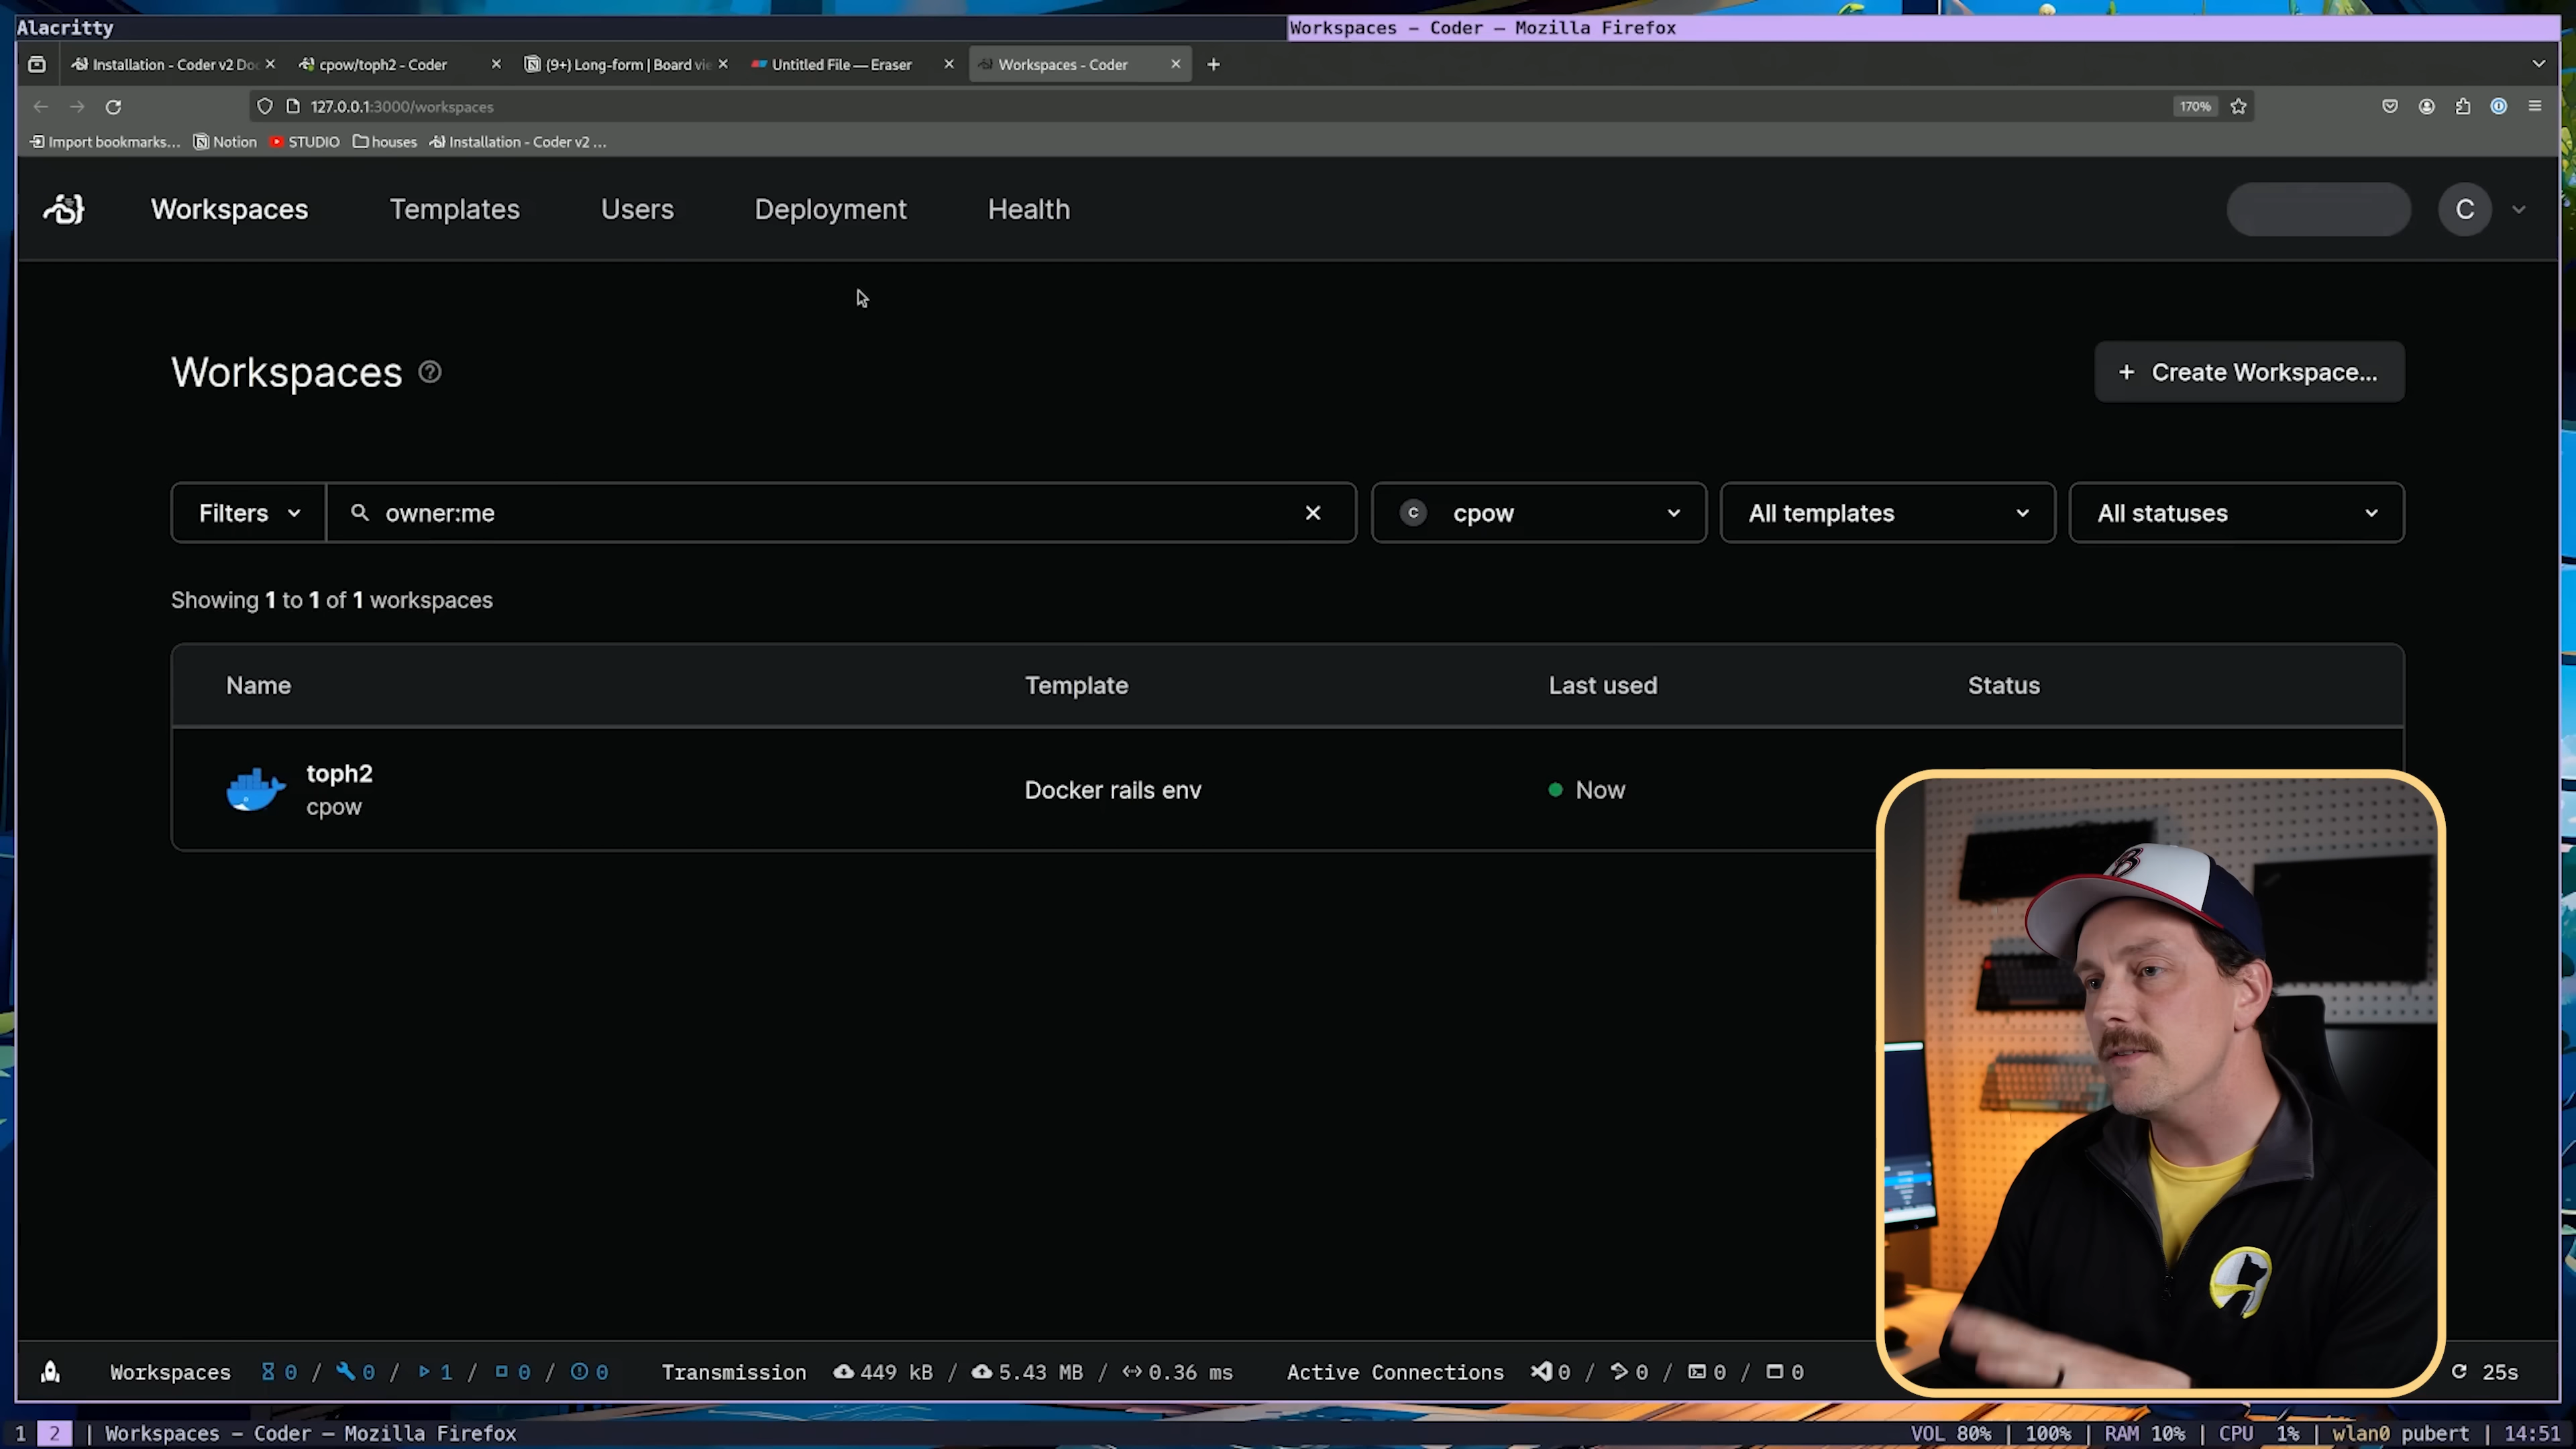 Alacritty
Workspaces — Coder — Mozilla Firefox
Installation - Coder v2 Do
cpow/toph2 - Coder
(9+) Long-form | Board vie
Untitled File — Eraser
Workspaces - Coder
127.0.0.1:3000/workspaces
170%
Import bookmarks...
Notion
STUDIO
houses
Installation - Coder v2 ...
Workspaces
Templates
Users
Deployment
Health
C
Workspaces
+ Create Workspace...
Filters
owner:me
C cpow
All templates
All statuses
Showing 1 to 1 of 1 workspaces
Name Template Last used Status
toph2
cpow
Docker rails env
Now
B
Workspaces 0 / 0 / 1 / 0 / 0 Transmission 449 kB / 5.43 MB / 0.36 ms Active Connections 0 / 0 / 0 / 0
25s
1 2 | Workspaces — Coder — Mozilla Firefox
VOL 80% | 100% | RAM 10% | CPU 1% | wlan0 pubert | 14:51